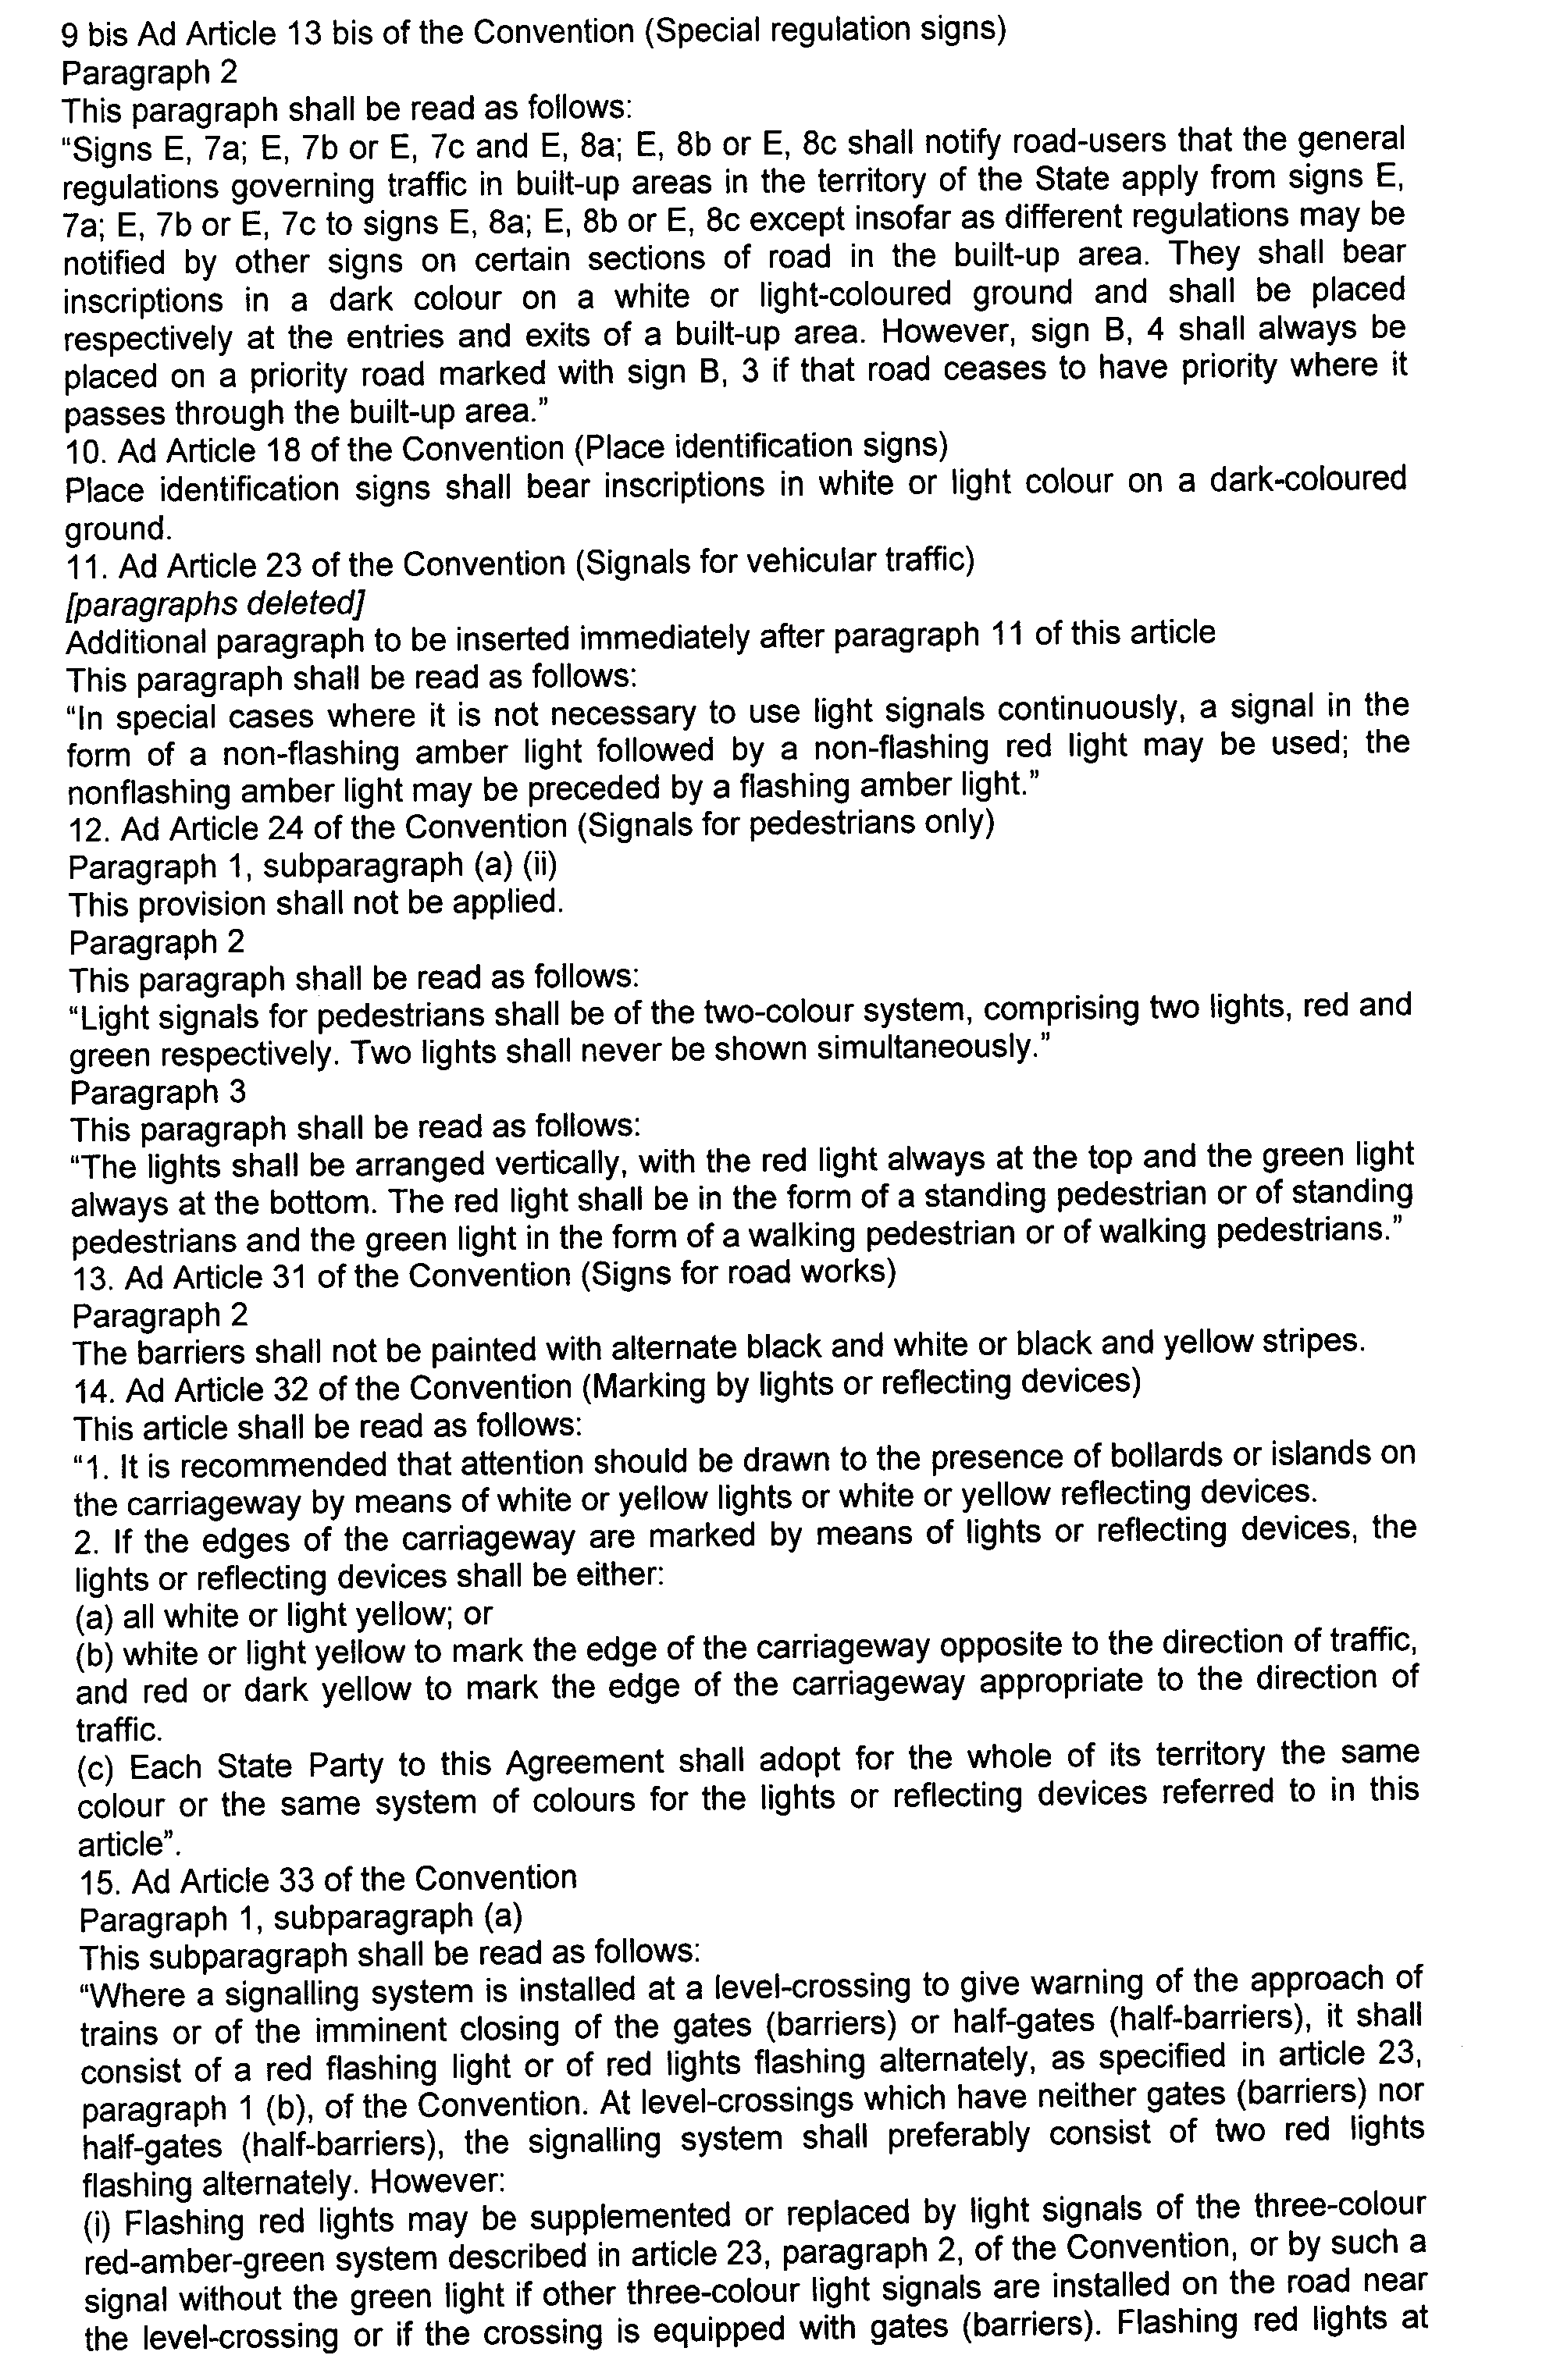 9 bis Ad Article 13 bis of the Convention (Special regulation signs)
Paragraph 2
This paragraph shall be read as follows:
“Signs E, 7a; E, 7b or E, 7c and E, 8a; E, 8b or E, 8c shall notify road-users that the general
regulations governing traffic in built-up areas in the territory of the State apply from signs E,
7a; E, 7b or E, 7c to signs E, 8a; E, 8b or E, 8c except insofar as different regulations may be
notified by other signs on certain sections of road in the built-up area. They shall bear
inscriptions in a dark colour on a white or light-coloured ground and shall be placed
respectively at the entries and exits of a built-up area. However, sign B, 4 shall always be
placed on a priority road marked with sign B, 3 if that road ceases to have priority where it
passes through the built-up area.”
10. Ad Article 18 of the Convention (Place identification signs)
Place identification signs shall bear inscriptions in white or light colour on a dark-coloured
ground.
11. Ad Article 23 of the Convention (Signals for vehicular traffic)
[paragraphs deleted]
Additional paragraph to be inserted immediately after paragraph 11 of this article
This paragraph shall be read as follows:
“In special cases where it is not necessary to use light signals continuously, a signal in the
form of a non-flashing amber light followed by a non-flashing red light may be used; the
nonflashing amber light may be preceded by a flashing amber light.”
12. Ad Article 24 of the Convention (Signals for pedestrians only)
Paragraph 1, subparagraph (a) (ii)
This provision shall not be applied.
Paragraph 2
This paragraph shall be read as follows:
“Light signals for pedestrians shall be of the two-colour system, comprising two lights, red and
green respectively. Two lights shall never be shown simultaneously.”
Paragraph 3
This paragraph shall be read as follows:
“The lights shall be arranged vertically, with the red light always at the top and the green light
always at the bottom. The red light shall be in the form of a standing pedestrian or of standing
pedestrians and the green light in the form of a walking pedestrian or of walking pedestrians.”
13. Ad Article 31 of the Convention (Signs for road works)
Paragraph 2
The barriers shall not be painted with alternate black and white or black and yellow stripes.
14. Ad Article 32 of the Convention (Marking by lights or reflecting devices)
This article shall be read as follows:
“1. It is recommended that attention should be drawn to the presence of bollards or islands on
the carriageway by means of white or yellow lights or white or yellow reflecting devices.
2. If the edges of the carriageway are marked by means of lights or reflecting devices, the
lights or reflecting devices shall be either:
(a) all white or light yellow; or
(b) white or light yellow to mark the edge of the carriageway opposite to the direction of traffic,
and red or dark yellow to mark the edge of the carriageway appropriate to the direction of
traffic.
(c) Each State Party to this Agreement shall adopt for the whole of its territory the same
colour or the same system of colours for the lights or reflecting devices referred to in this
article”.
15. Ad Article 33 of the Convention
Paragraph 1, subparagraph (a)
This subparagraph shall be read as follows:
“Where a signalling system is installed at a level-crossing to give warning of the approach of
trains or of the imminent closing of the gates (barriers) or half-gates (half-barriers), it shall
consist of a red flashing light or of red lights flashing alternately, as specified in article 23,
paragraph 1 (b), of the Convention. At level-crossings which have neither gates (barriers) nor
half-gates (half-barriers), the signalling system shall preferably consist of two red lights
flashing alternately. However:
(i) Flashing red lights may be supplemented or replaced by light signals of the three-colour
red-amber-green system described in article 23, paragraph 2, of the Convention, or by such a
signal without the green light if other three-colour light signals are installed on the road near
the level-crossing or if the crossing is equipped with gates (barriers). Flashing red lights at